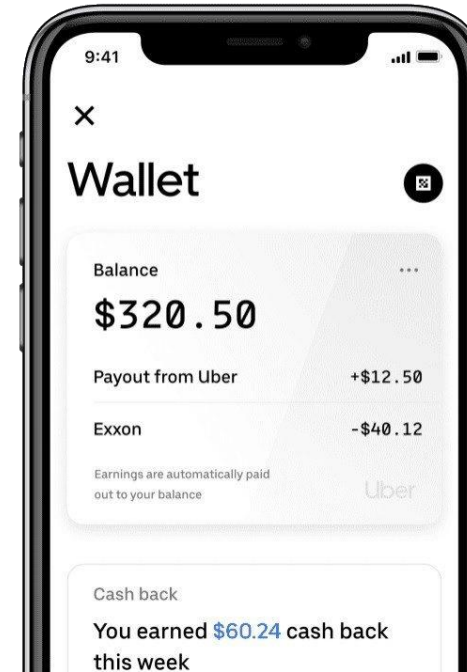 9:41
Wallet
Balance
$320.50
Payout from Uber +$12.50
Exxon -$40.12
Earnings are automatically paid
out to your balance
Uber
Cash back
You earned $60.24 cash back
this week